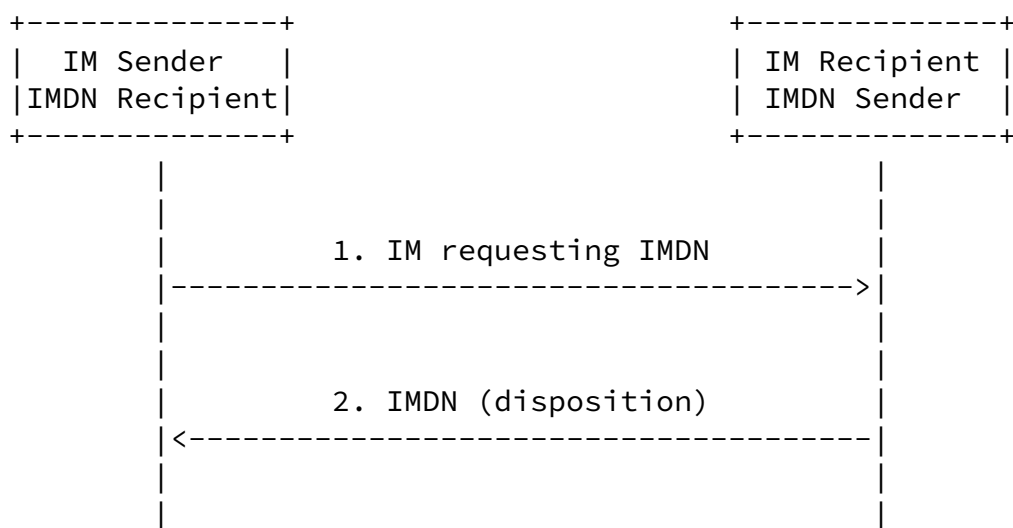 IM Sender IM Recipient
IMDN Recipient IMDN Sender
1. IM requesting IMDN
2. IMDN (disposition)